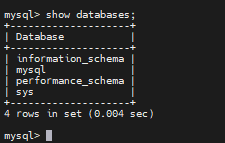 mysql> show databases;
+--------------------+
| Database           |
+--------------------+
| information_schema |
| mysql              |
| performance_schema |
| sys                |
+--------------------+
4 rows in set (0.004 sec)
mysql>